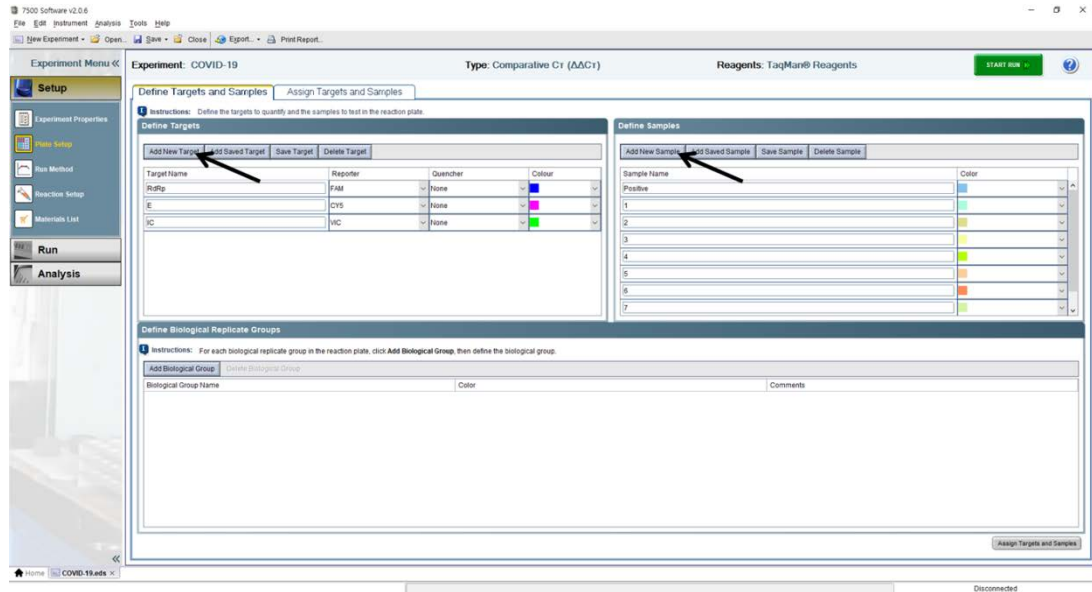 7500 Software v2.0.6
File Edit Instrument Analysis Tools Help
New Experiment Open... Save Close Export... Print Report...
Experiment Menu «
Experiment: COVID-19 Type: Comparative CT (ΔΔCT) Reagents: TaqMan® Reagents START RUN
Setup
Experiment Properties
Plate Setup
Run Method
Reaction Setup
Materials List
Run
Analysis
Define Targets and Samples Assign Targets and Samples
Instructions: Define the targets to quantify and the samples to test in the reaction plate.
Define Targets
Add New Target Add Saved Target Save Target Delete Target
Target Name Reporter Quencher Colour
RdRp FAM None
E CY5 None
IC VIC None
Define Samples
Add New Sample Add Saved Sample Save Sample Delete Sample
Sample Name Color
Positive
1
2
3
4
5
6
7
Define Biological Replicate Groups
Instructions: For each biological replicate group in the reaction plate, click Add Biological Group, then define the biological group.
Add Biological Group Delete Biological Group
Biological Group Name Color Comments
Assign Targets and Samples
«
Home COVID-19.eds ×
Disconnected